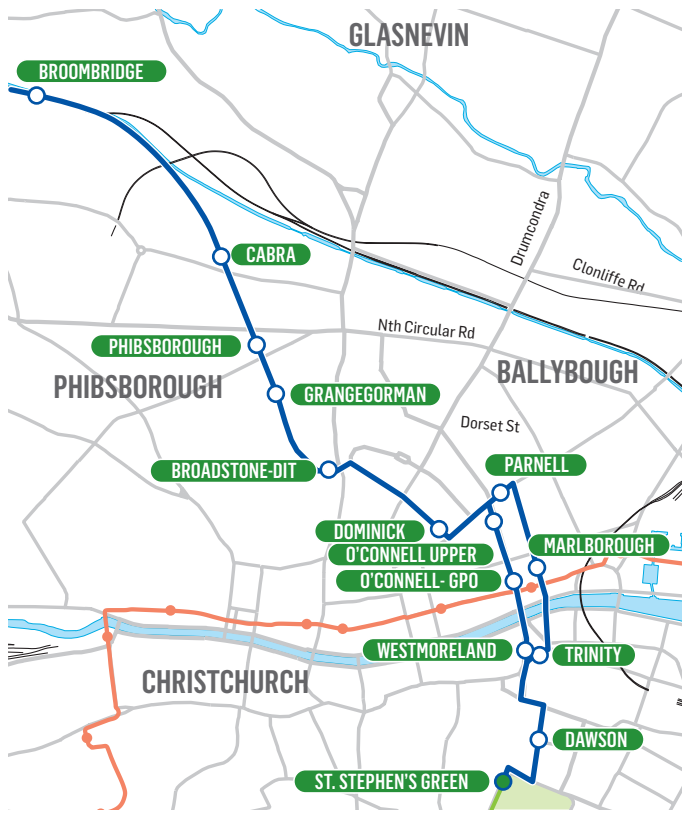 GLASNEVIN
BROOMBRIDGE
Drumcondra
CABRA
Clonliffe Rd
Nth Circular Rd
PHIBSBOROUGH
BALLYBOUGH
PHIBSBOROUGH
GRANGEGORMAN
Dorset St
BROADSTONE-DIT
PARNELL
DOMINICK
O'CONNELL UPPER
MARLBOROUGH
O'CONNELL- GPO
WESTMORELAND
TRINITY
CHRISTCHURCH
DAWSON
ST. STEPHEN'S GREEN